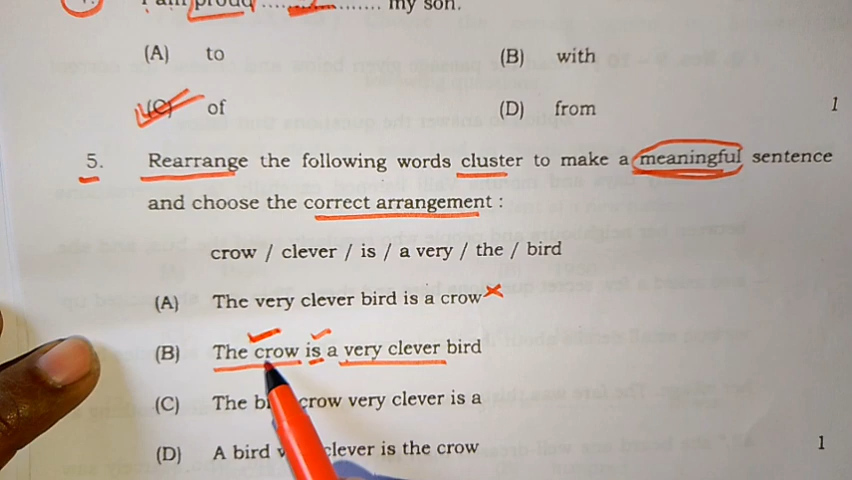 I am proud .................. my son.
(A) to (B) with
(C) of (D) from 1
5. Rearrange the following words cluster to make a meaningful sentence
and choose the correct arrangement :
crow / clever / is / a very / the / bird
(A) The very clever bird is a crow
(B) The crow is a very clever bird
(C) The crow very clever is a
(D) A bird clever is the crow 1